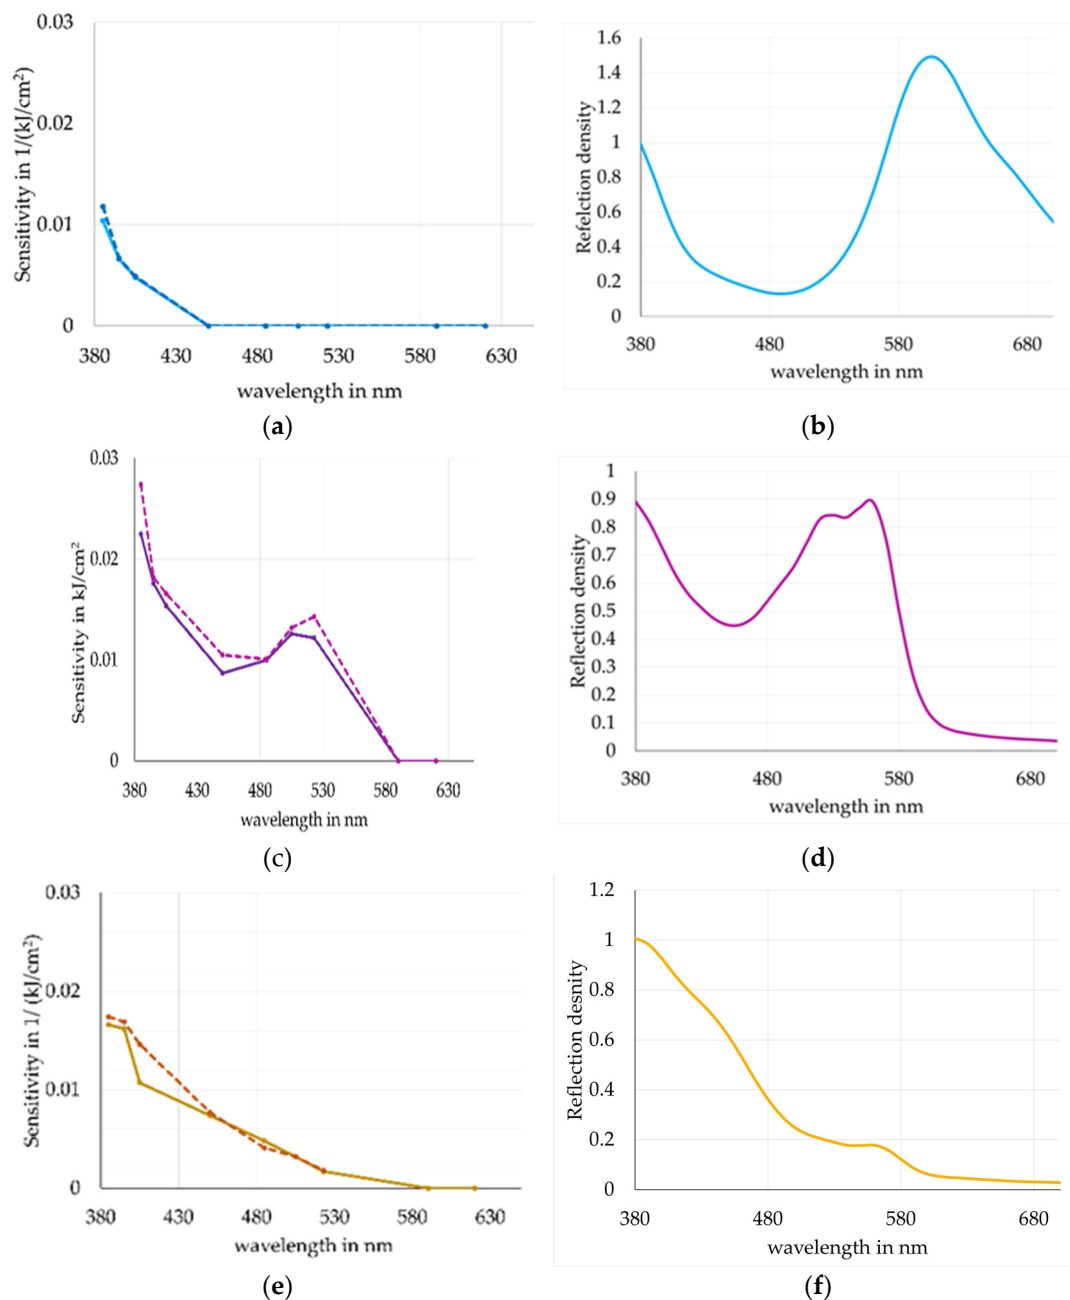 0.03
0.02
0.01
0
Sensitivity in 1/(kJ/cm²)
380 430 480 530 580 630
wavelength in nm
(a)
1.6
1.4
1.2
1
0.8
0.6
0.4
0.2
0
Refelction density
380 480 580 680
wavelength in nm
(b)
0.03
0.02
0.01
0
Sensitivity in kJ/cm²
380 430 480 530 580 630
wavelength in nm
(c)
1
0.9
0.8
0.7
0.6
0.5
0.4
0.3
0.2
0.1
0
Reflection density
380 480 580 680
wavelength in nm
(d)
0.03
0.02
0.01
0
Sensitivity in 1/ (kJ/cm²)
380 430 480 530 580 630
wavelength in nm
(e)
1.2
1
0.8
0.6
0.4
0.2
0
Reflection desnity
380 480 580 680
wavelength in nm
(f)